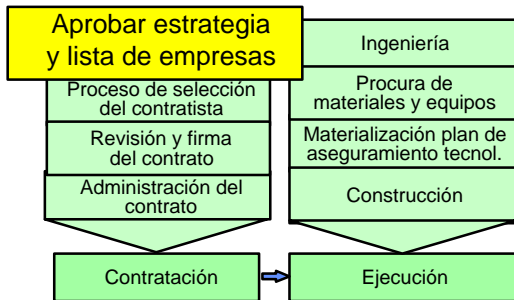 Aprobar estrategia
y lista de empresas
Proceso de selección
del contratista
Revisión y firma
del contrato
Administración del
contrato
Contratación
Ingeniería
Procura de
materiales y equipos
Materialización plan de
aseguramiento tecnol.
Construcción
Ejecución